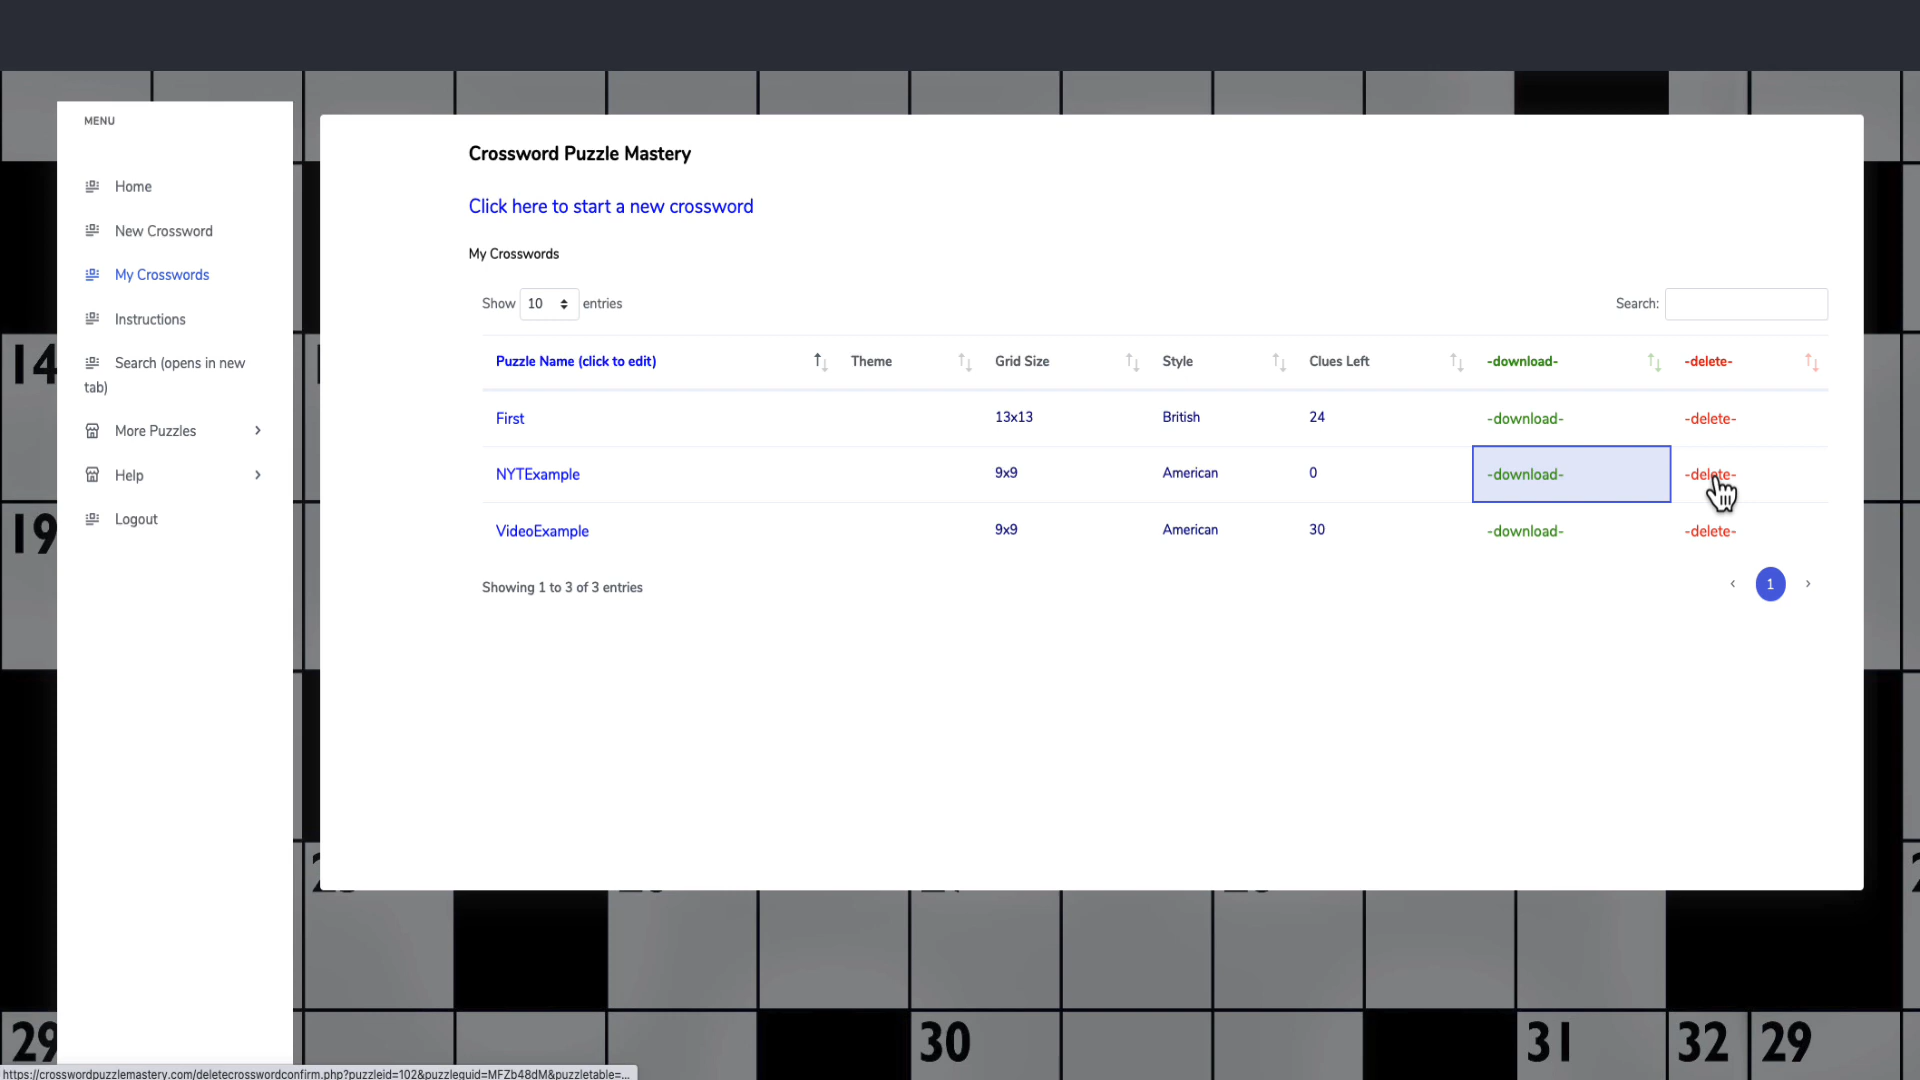 MENU
Home
New Crossword
My Crosswords
Instructions
Search (opens in new
tab)
More Puzzles
Help
Logout
Crossword Puzzle Mastery
Click here to start a new crossword
My Crosswords
Show 10 entries
Search:
Puzzle Name (click to edit) Theme Grid Size Style Clues Left -download- -delete-
First 13x13 British 24 -download- -delete-
NYTExample 9x9 American 0 -download- -delete-
VideoExample 9x9 American 30 -download- -delete-
Showing 1 to 3 of 3 entries
‹ 1 ›
14
19
29 30 31 32 29
https://crosswordpuzzlemastery.com/deletecrosswordconfirm.php?puzzleid=102&puzzleguid=MFZb48dM&puzzletable=...